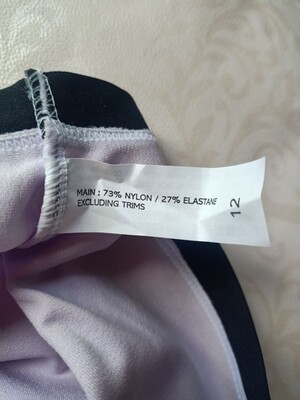 MAIN : 73% NYLON / 27% ELASTANE
EXCLUDING TRIMS
12